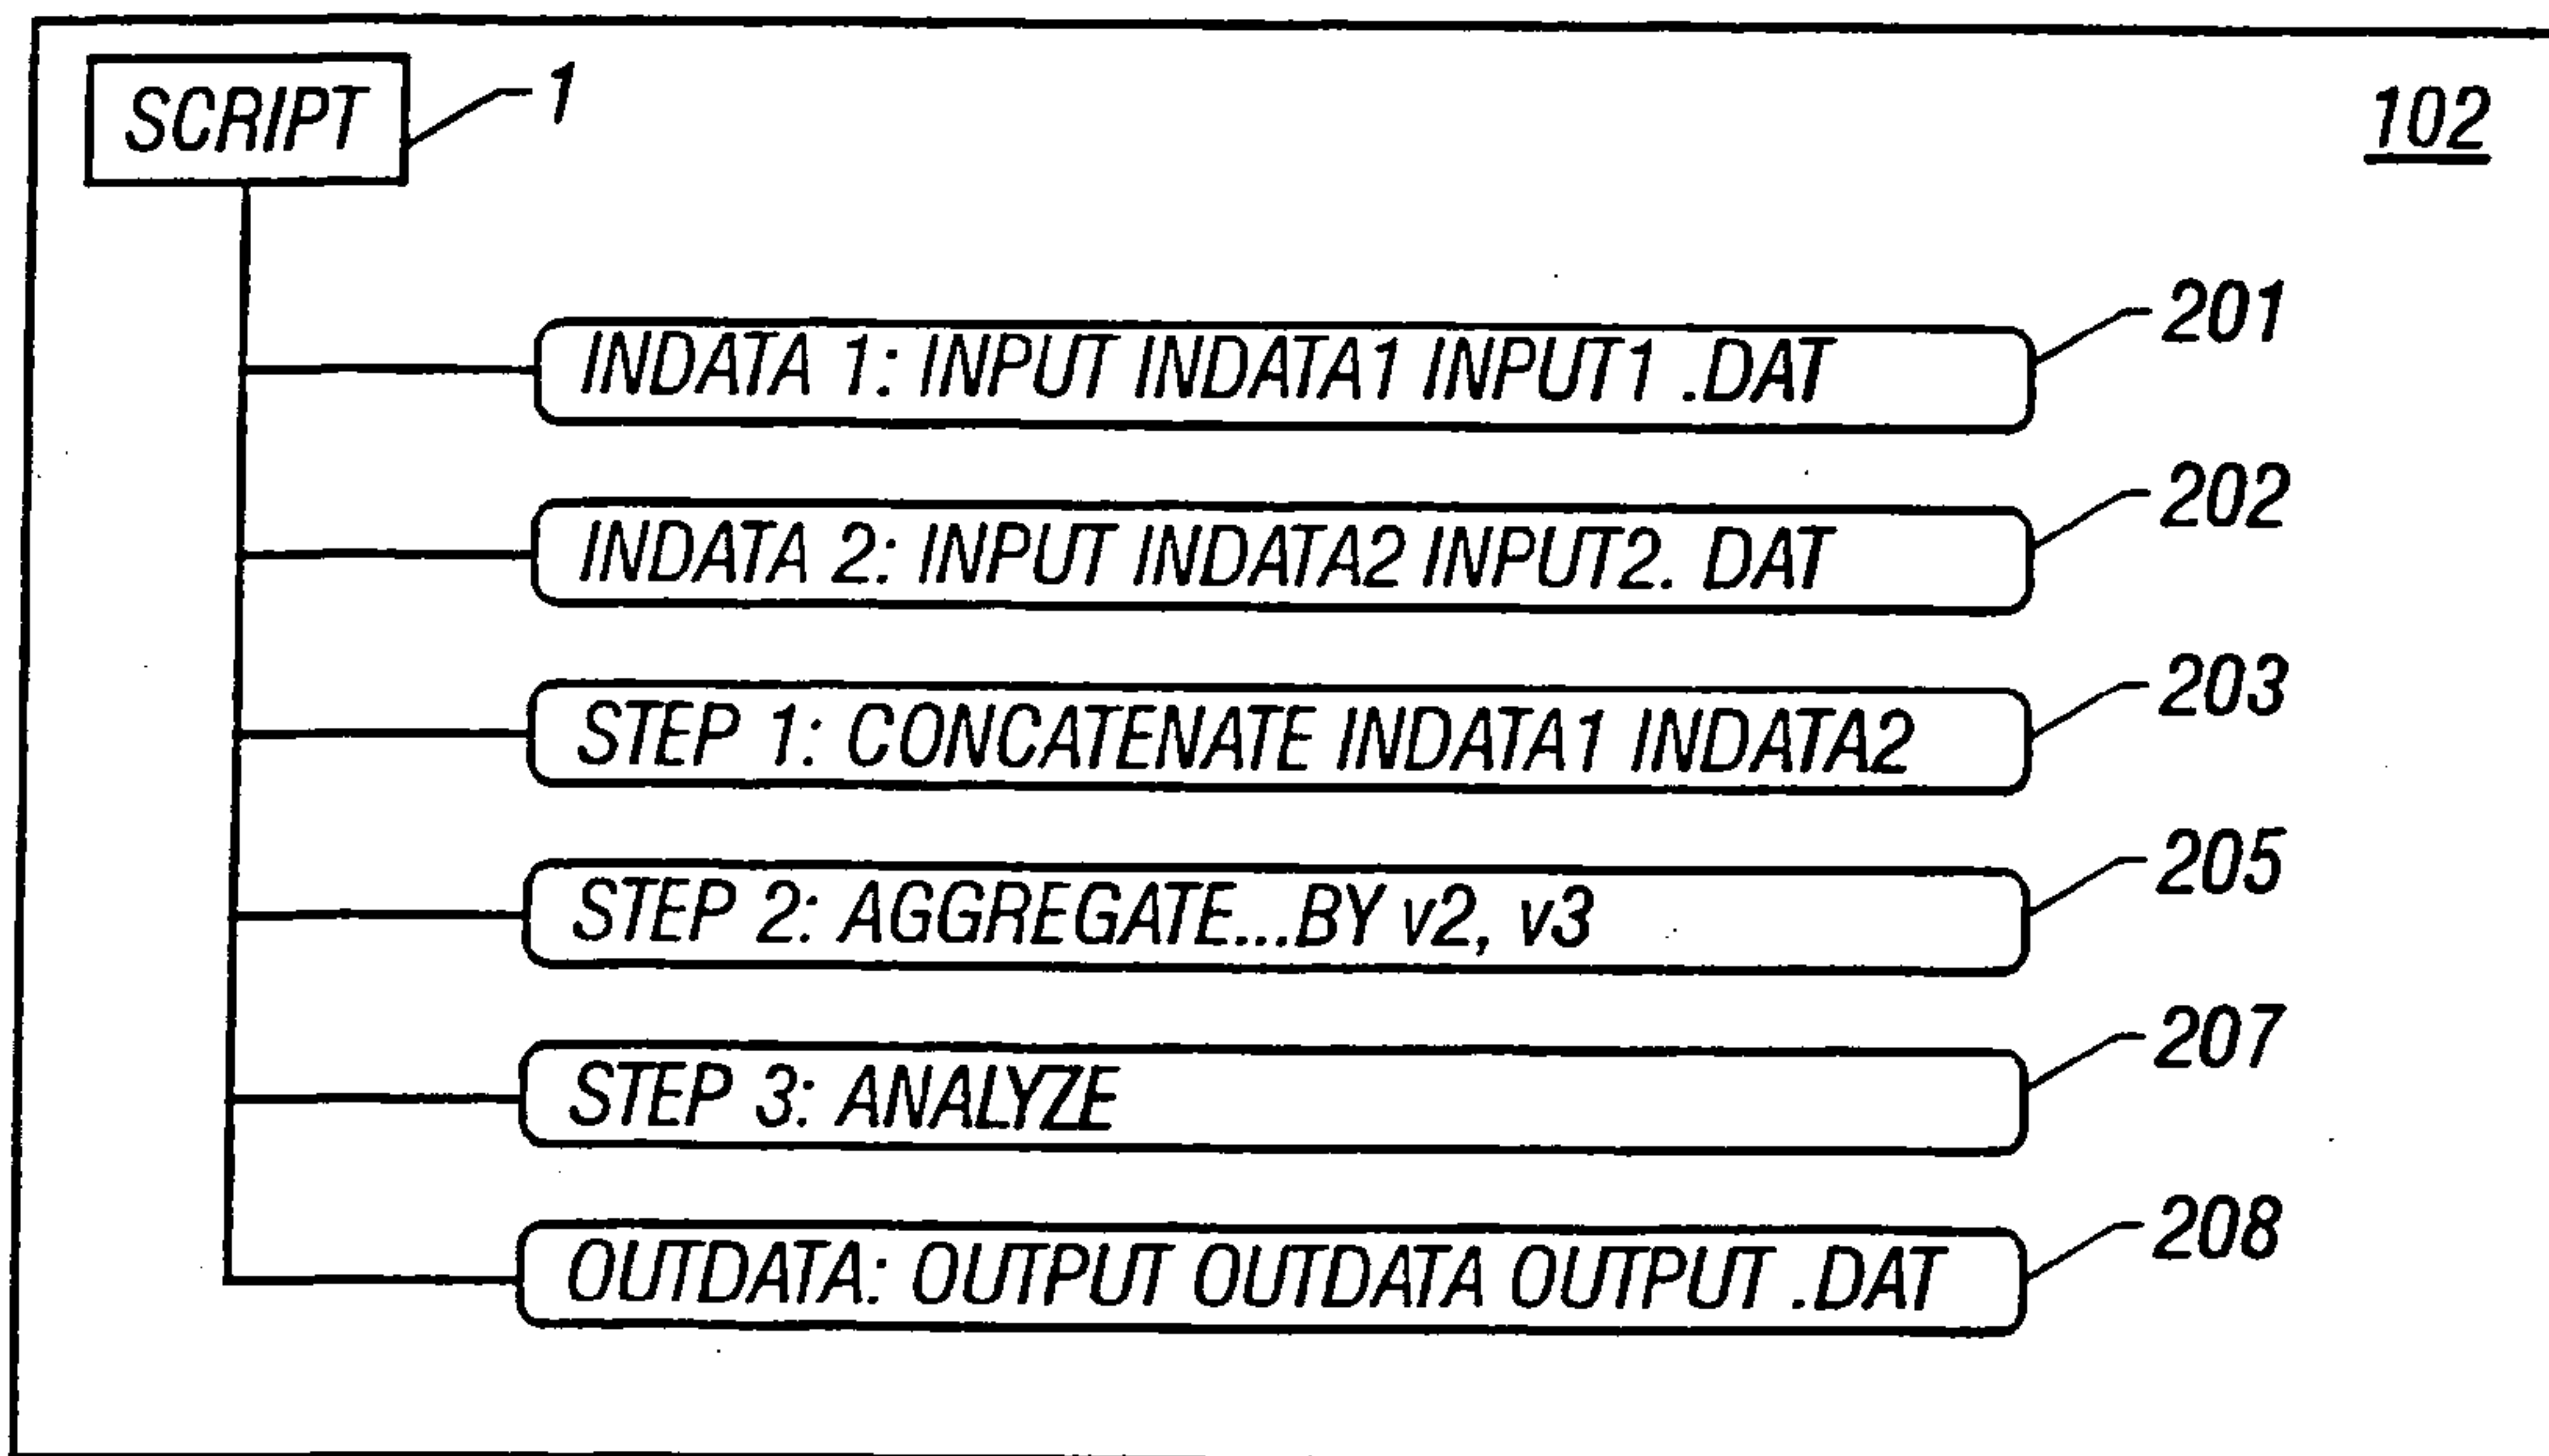 SCRIPT 1
102
INDATA 1: INPUT INDATA1 INPUT1 .DAT 201
INDATA 2: INPUT INDATA2 INPUT2. DAT 202
STEP 1: CONCATENATE INDATA1 INDATA2 203
STEP 2: AGGREGATE...BY v2, v3 205
STEP 3: ANALYZE 207
OUTDATA: OUTPUT OUTDATA OUTPUT .DAT 208